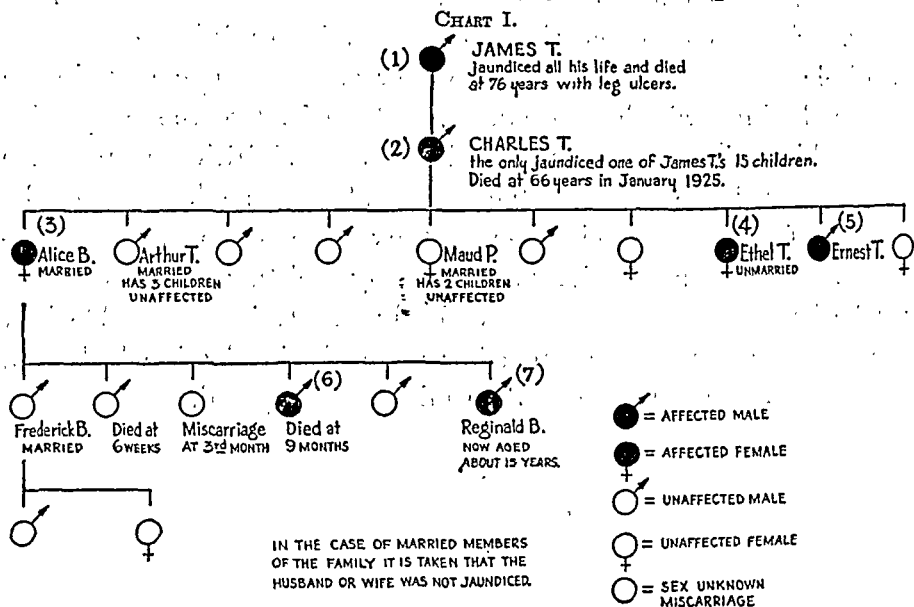 CHART I.
(1)
JAMES T.
Jaundiced all his life and died
at 76 years with leg ulcers.
(2)
CHARLES T.
the only jaundiced one of James T.'s 15 children.
Died at 66 years in January 1925.
(3)
Alice B.
MARRIED
Arthur T.
MARRIED
HAS 3 CHILDREN
UNAFFECTED
Maud P.
MARRIED
HAS 2 CHILDREN
UNAFFECTED
(4)
Ethel T.
UNMARRIED
(5)
Ernest T.
Frederick B.
MARRIED
Died at
6 WEEKS
Miscarriage
AT 3rd MONTH
(6)
Died at
9 MONTHS
(7)
Reginald B.
NOW AGED
ABOUT 15 YEARS.
IN THE CASE OF MARRIED MEMBERS
OF THE FAMILY IT IS TAKEN THAT THE
HUSBAND OR WIFE WAS NOT JAUNDICED.
= AFFECTED MALE
= AFFECTED FEMALE
= UNAFFECTED MALE
= UNAFFECTED FEMALE
= SEX UNKNOWN
MISCARRIAGE